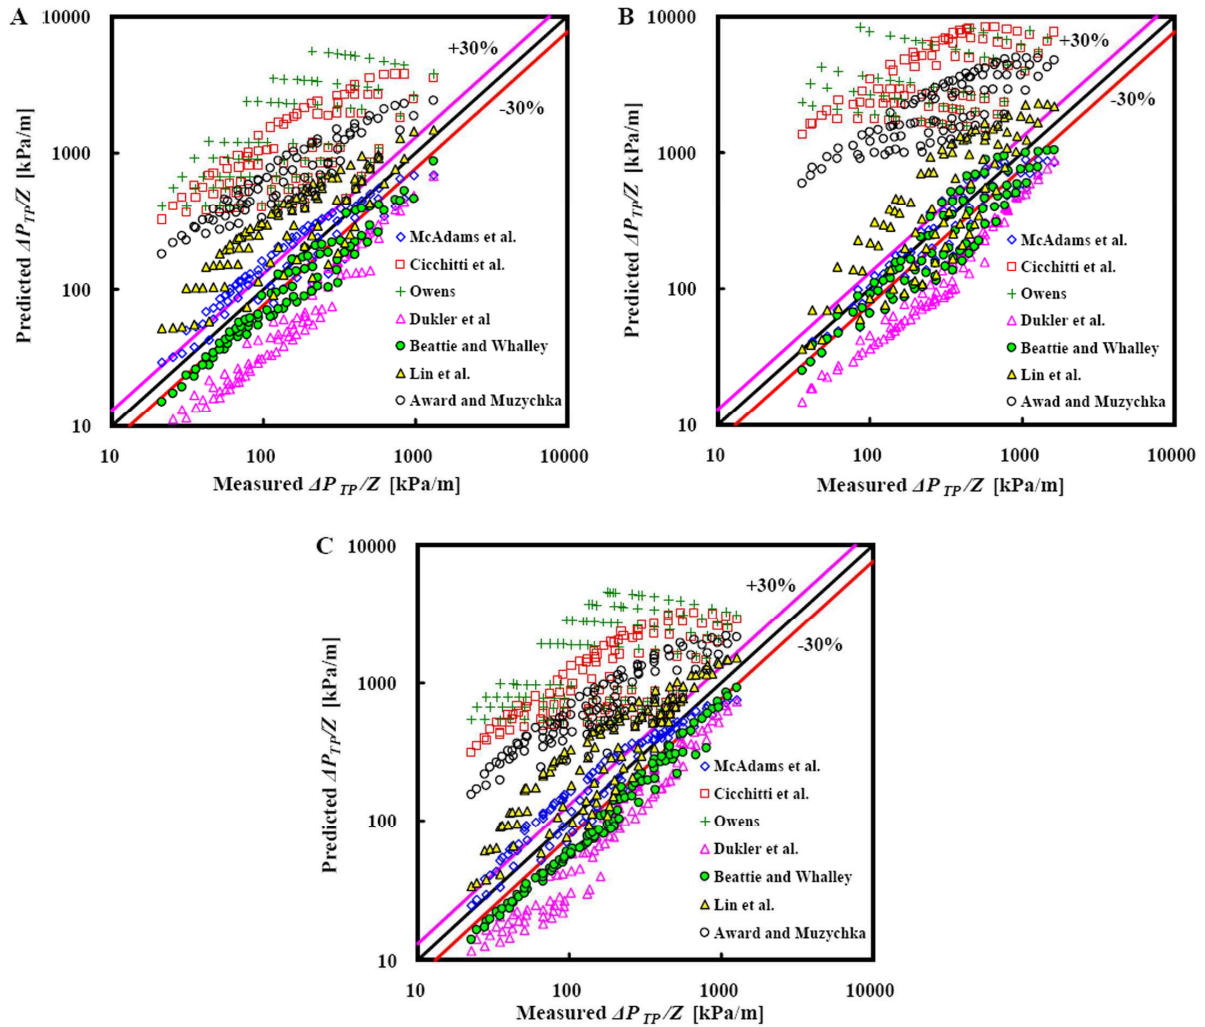 A
10000
1000
100
10
10
100
1000
10000
Predicted ΔP_TP/Z [kPa/m]
Measured ΔP_TP/Z [kPa/m]
+30%
-30%
McAdams et al.
Cicchitti et al.
Owens
Dukler et al
Beattie and Whalley
Lin et al.
Award and Muzychka
B
10000
1000
100
10
10
100
1000
10000
Predicted ΔP_TP/Z [kPa/m]
Measured ΔP_TP/Z [kPa/m]
+30%
-30%
McAdams et al.
Cicchitti et al.
Owens
Dukler et al.
Beattie and Whalley
Lin et al.
Awad and Muzychka
C
10000
1000
100
10
10
100
1000
10000
Predicted ΔP_TP/Z [kPa/m]
Measured ΔP_TP/Z [kPa/m]
+30%
-30%
McAdams et al.
Cicchitti et al.
Owens
Dukler et al.
Beattie and Whalley
Lin et al.
Award and Muzychka